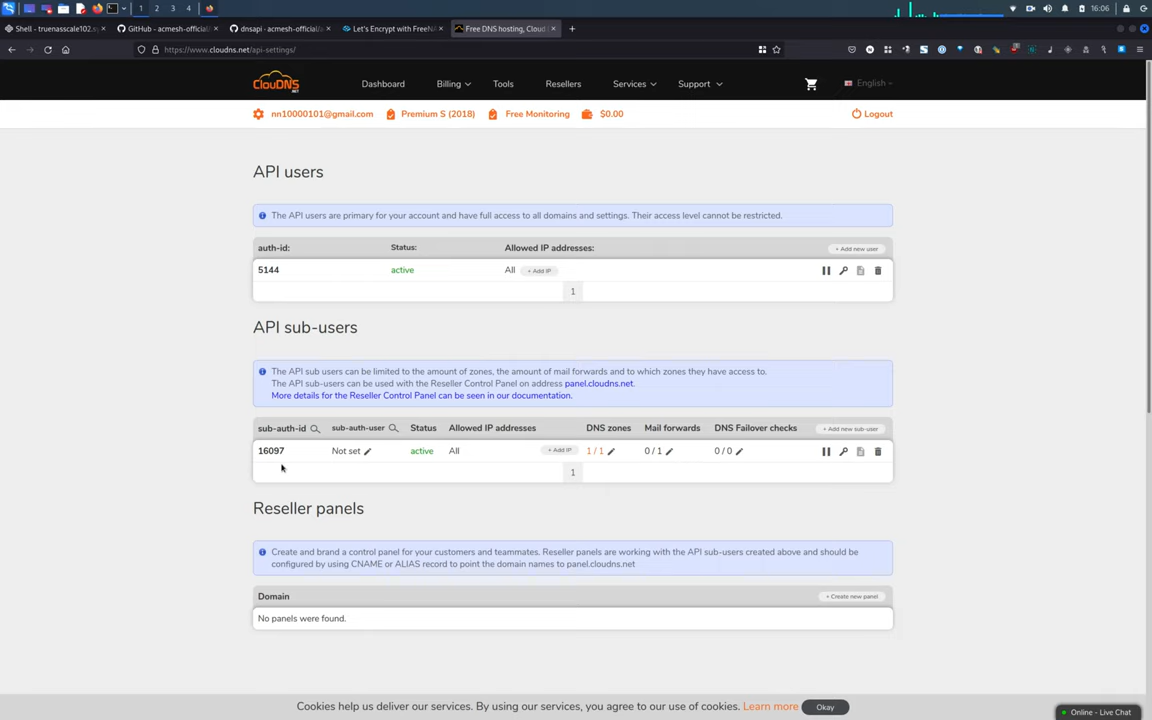 1 2 3 4
16:06
Shell - truenasscale102.sy
GitHub - acmesh-official/
dnsapi - acmesh-official/a
Let's Encrypt with FreeNA
Free DNS hosting, Cloud
https://www.cloudns.net/api-settings/
ClouDNS
.NET
Dashboard
Billing
Tools
Resellers
Services
Support
English
nn10000101@gmail.com
Premium S (2018)
Free Monitoring
$0.00
Logout
API users
The API users are primary for your account and have full access to all domains and settings. Their access level cannot be restricted.
auth-id: Status: Allowed IP addresses: + Add new user
5144 active All + Add IP
1
API sub-users
The API sub users can be limited to the amount of zones, the amount of mail forwards and to which zones they have access to.
The API sub-users can be used with the Reseller Control Panel on address panel.cloudns.net.
More details for the Reseller Control Panel can be seen in our documentation.
sub-auth-id sub-auth-user Status Allowed IP addresses DNS zones Mail forwards DNS Failover checks + Add new sub-user
16097 Not set active All + Add IP 1 / 1 0 / 1 0 / 0
1
Reseller panels
Create and brand a control panel for your customers and teammates. Reseller panels are working with the API sub-users created above and should be
configured by using CNAME or ALIAS record to point the domain names to panel.cloudns.net
Domain + Create new panel
No panels were found.
Cookies help us deliver our services. By using our services, you agree to our use of cookies. Learn more Okay
Online - Live Chat